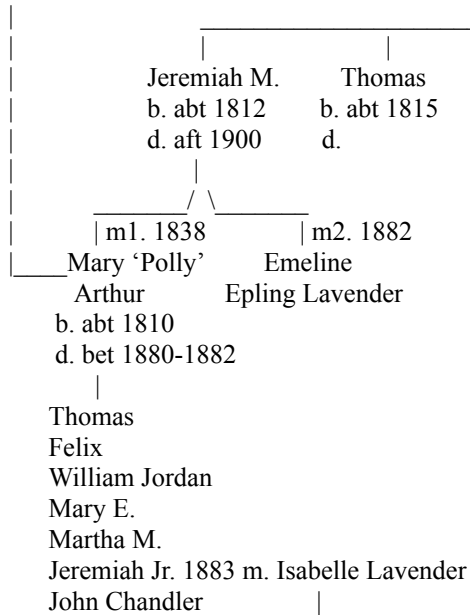 Jeremiah M. Thomas
b. abt 1812 b. abt 1815
d. aft 1900 d.
m1. 1838 m2. 1882
Mary ‘Polly’ Emeline
Arthur Epling Lavender
b. abt 1810
d. bet 1880-1882
Thomas
Felix
William Jordan
Mary E.
Martha M.
Jeremiah Jr. 1883 m. Isabelle Lavender
John Chandler